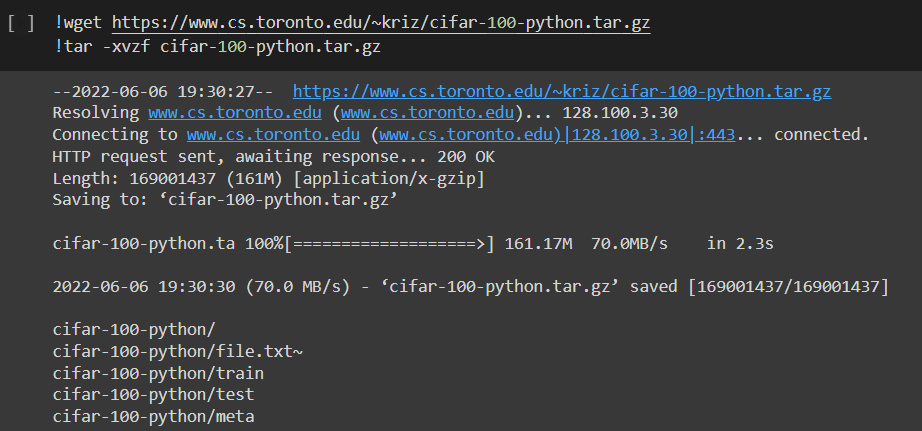 [ ] !wget https://www.cs.toronto.edu/~kriz/cifar-100-python.tar.gz
!tar -xvzf cifar-100-python.tar.gz
--2022-06-06 19:30:27-- https://www.cs.toronto.edu/~kriz/cifar-100-python.tar.gz
Resolving www.cs.toronto.edu (www.cs.toronto.edu)... 128.100.3.30
Connecting to www.cs.toronto.edu (www.cs.toronto.edu)|128.100.3.30|:443... connected.
HTTP request sent, awaiting response... 200 OK
Length: 169001437 (161M) [application/x-gzip]
Saving to: ‘cifar-100-python.tar.gz’
cifar-100-python.ta 100%[===================>] 161.17M 70.0MB/s in 2.3s
2022-06-06 19:30:30 (70.0 MB/s) - ‘cifar-100-python.tar.gz’ saved [169001437/169001437]
cifar-100-python/
cifar-100-python/file.txt~
cifar-100-python/train
cifar-100-python/test
cifar-100-python/meta